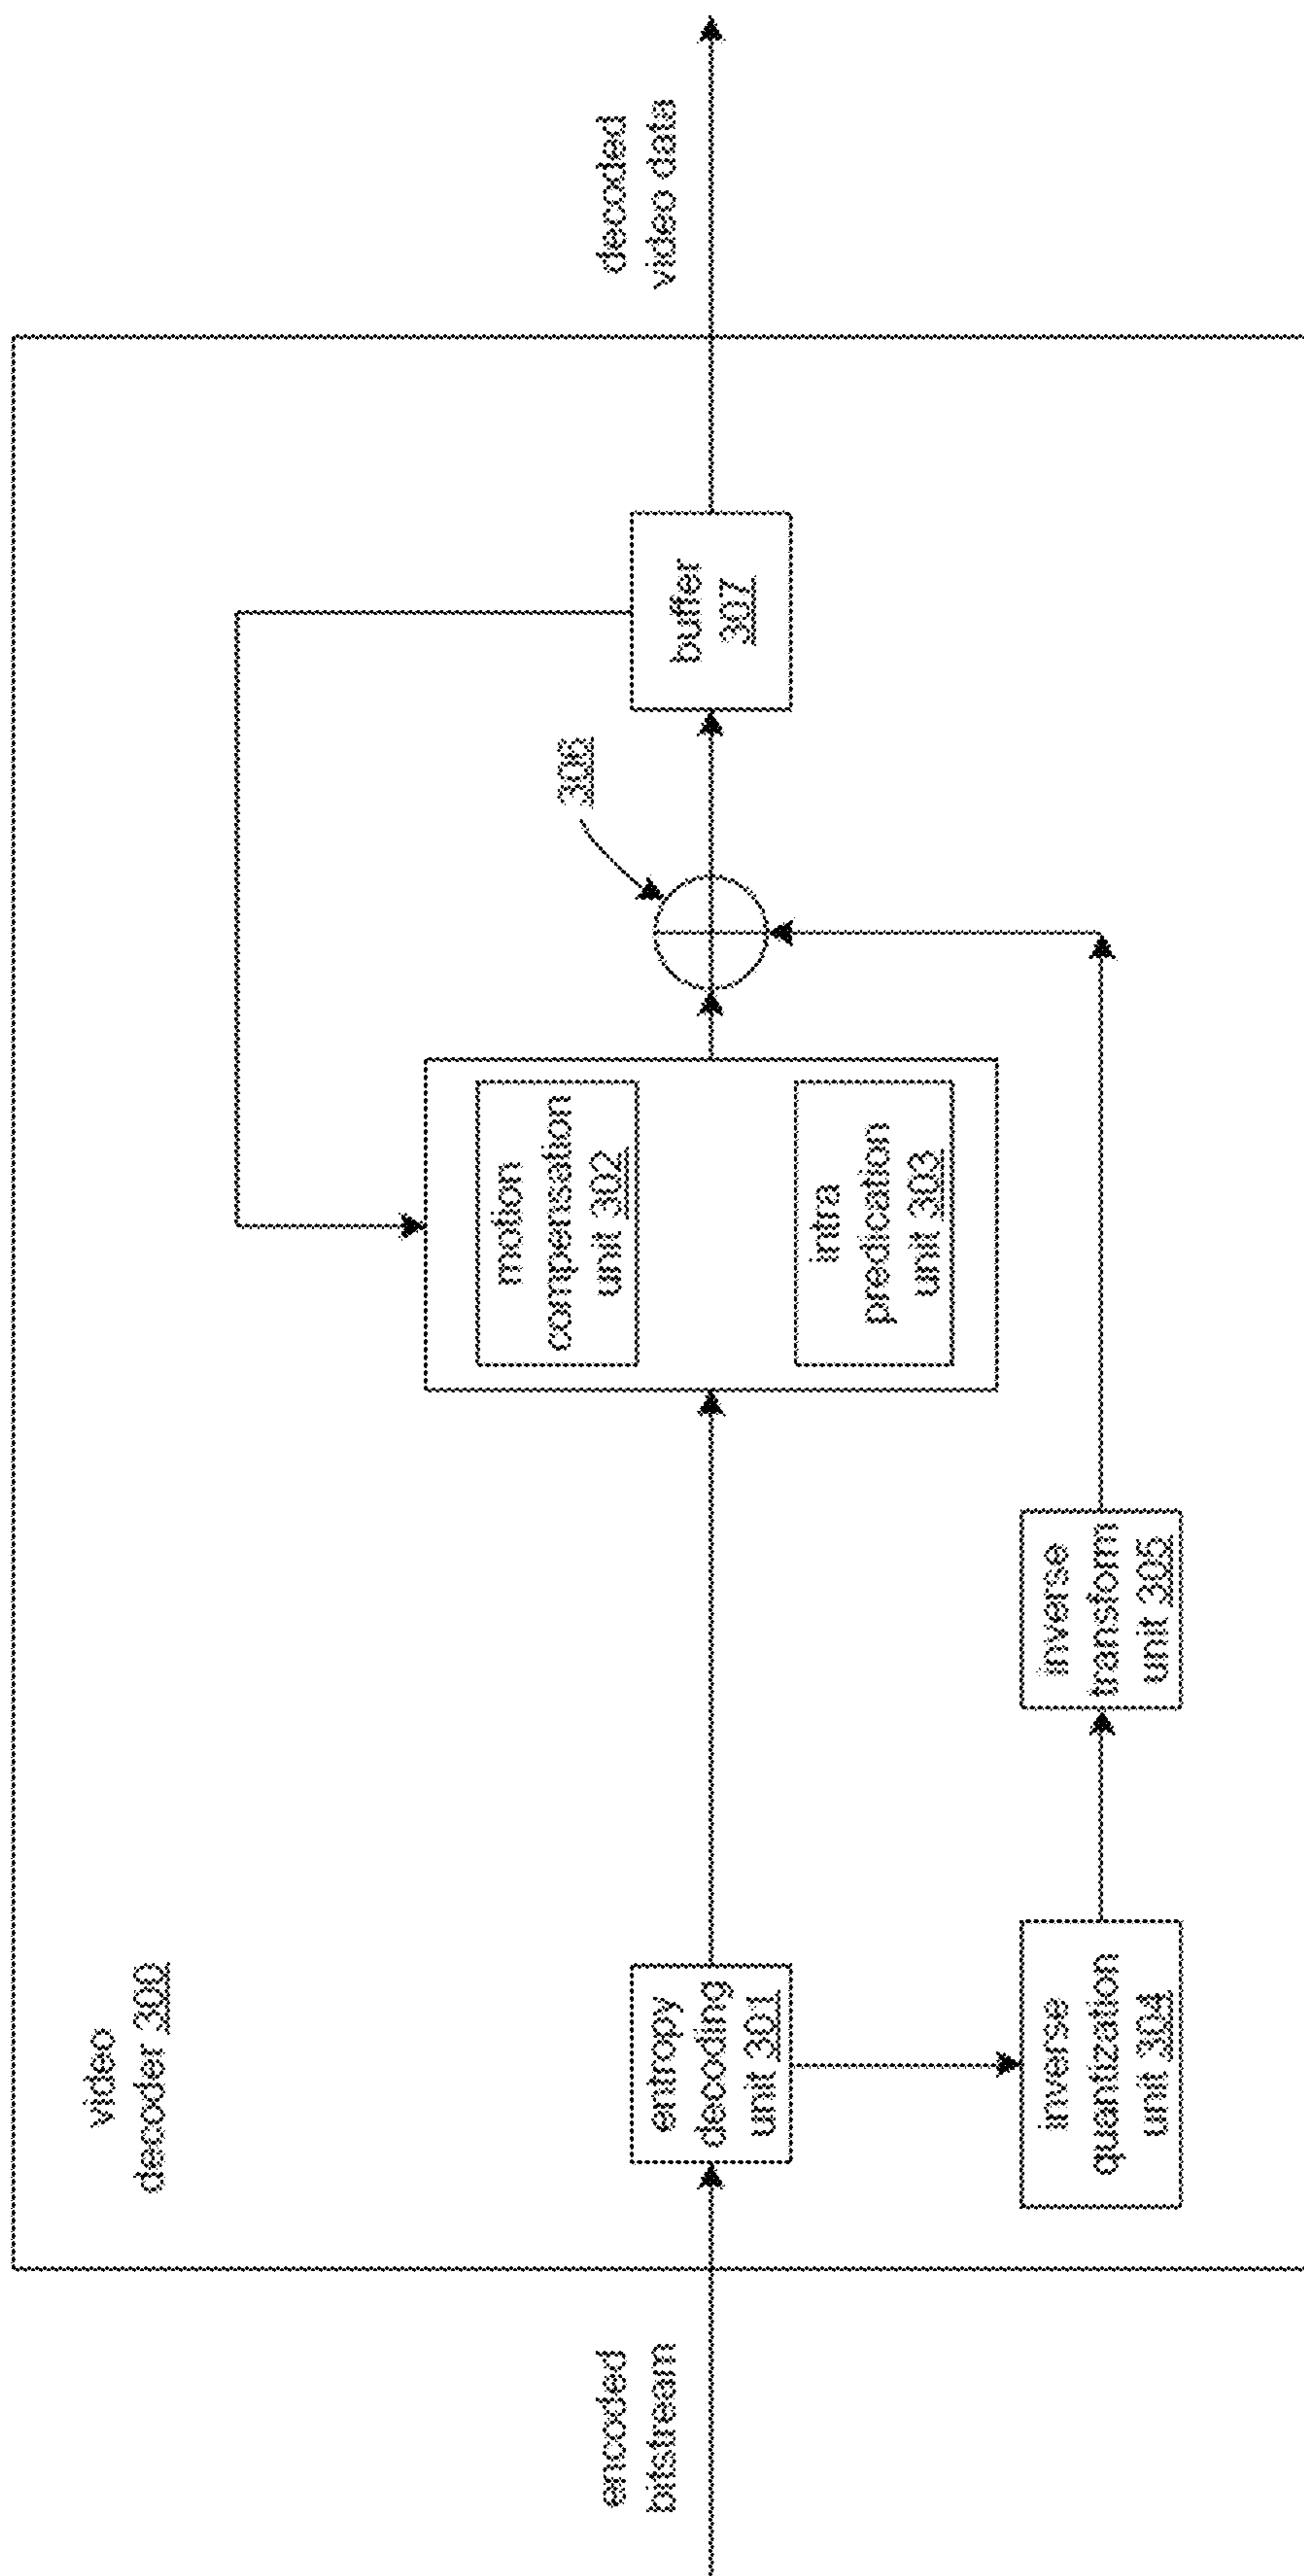 video
decoder 300
encoded
bitstream
entropy
decoding
unit 301
inverse
quantization
unit 304
inverse
transform
unit 305
motion
compensation
unit 302
intra
predication
unit 303
306
buffer
307
decoded
video data